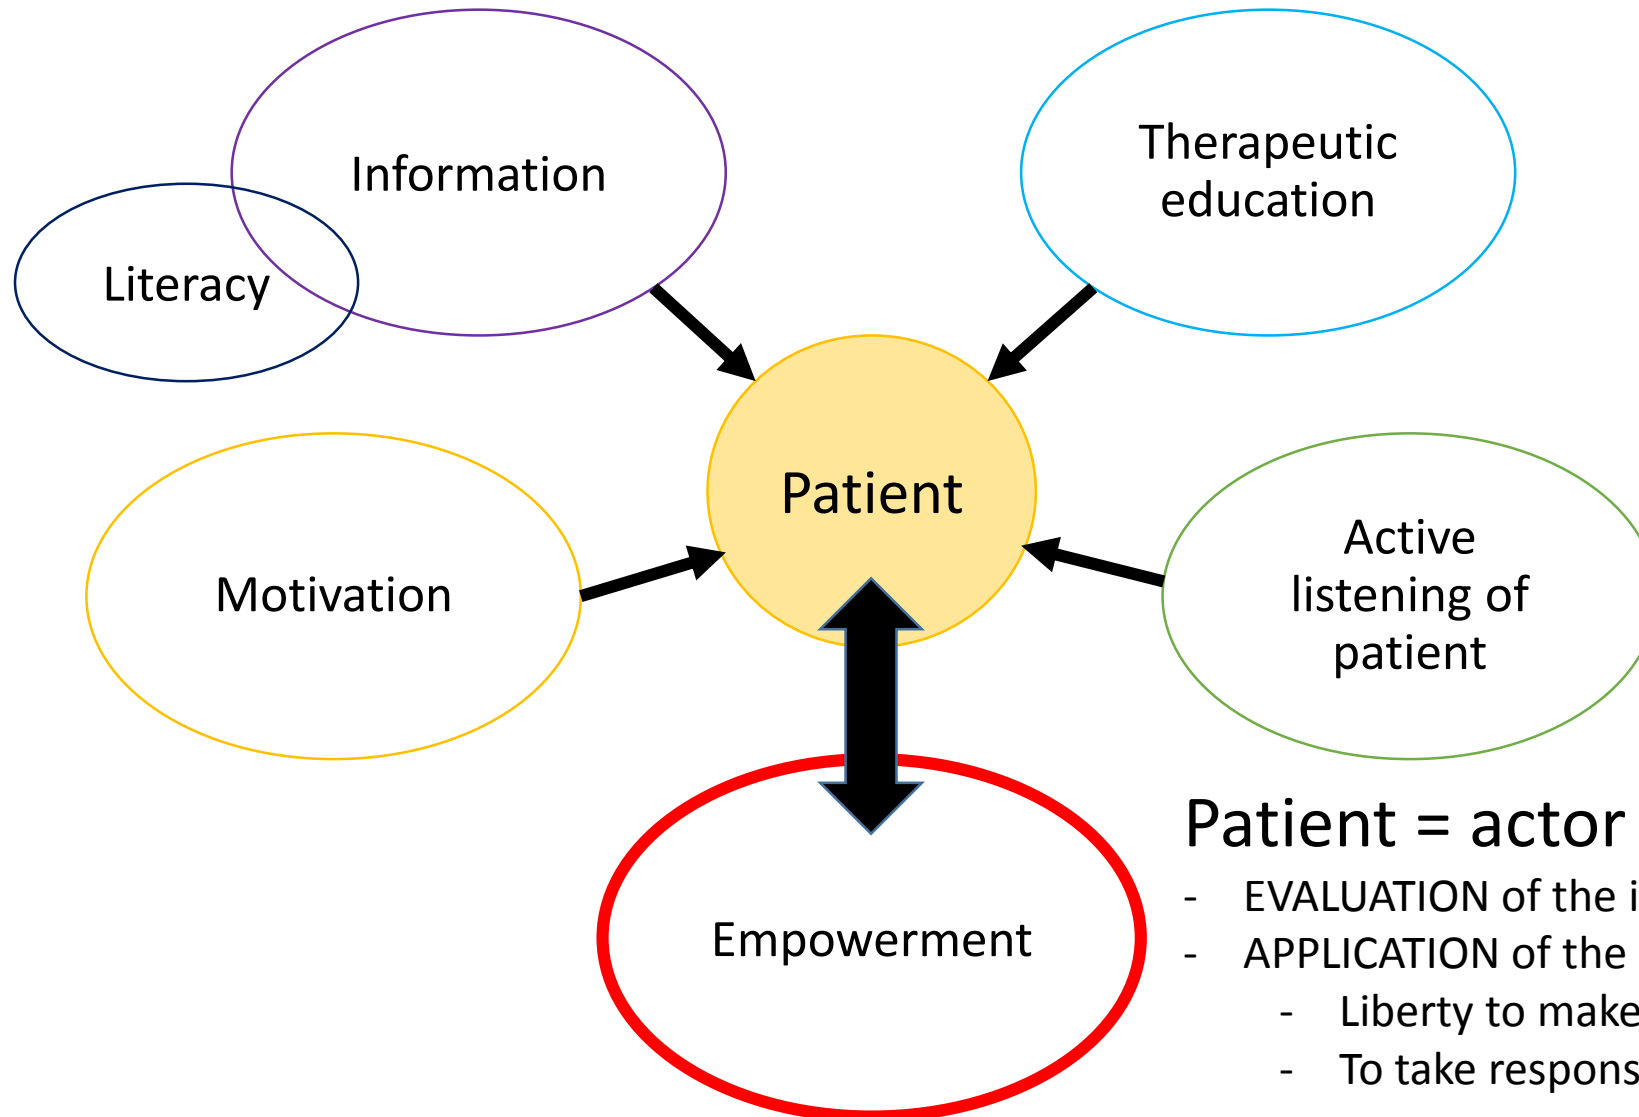 Information
Therapeutic
education
Literacy
Patient
Motivation
Active
listening of
patient
Empowerment
Patient = actor
- EVALUATION of the
- APPLICATION of the
- Liberty to make
- To take